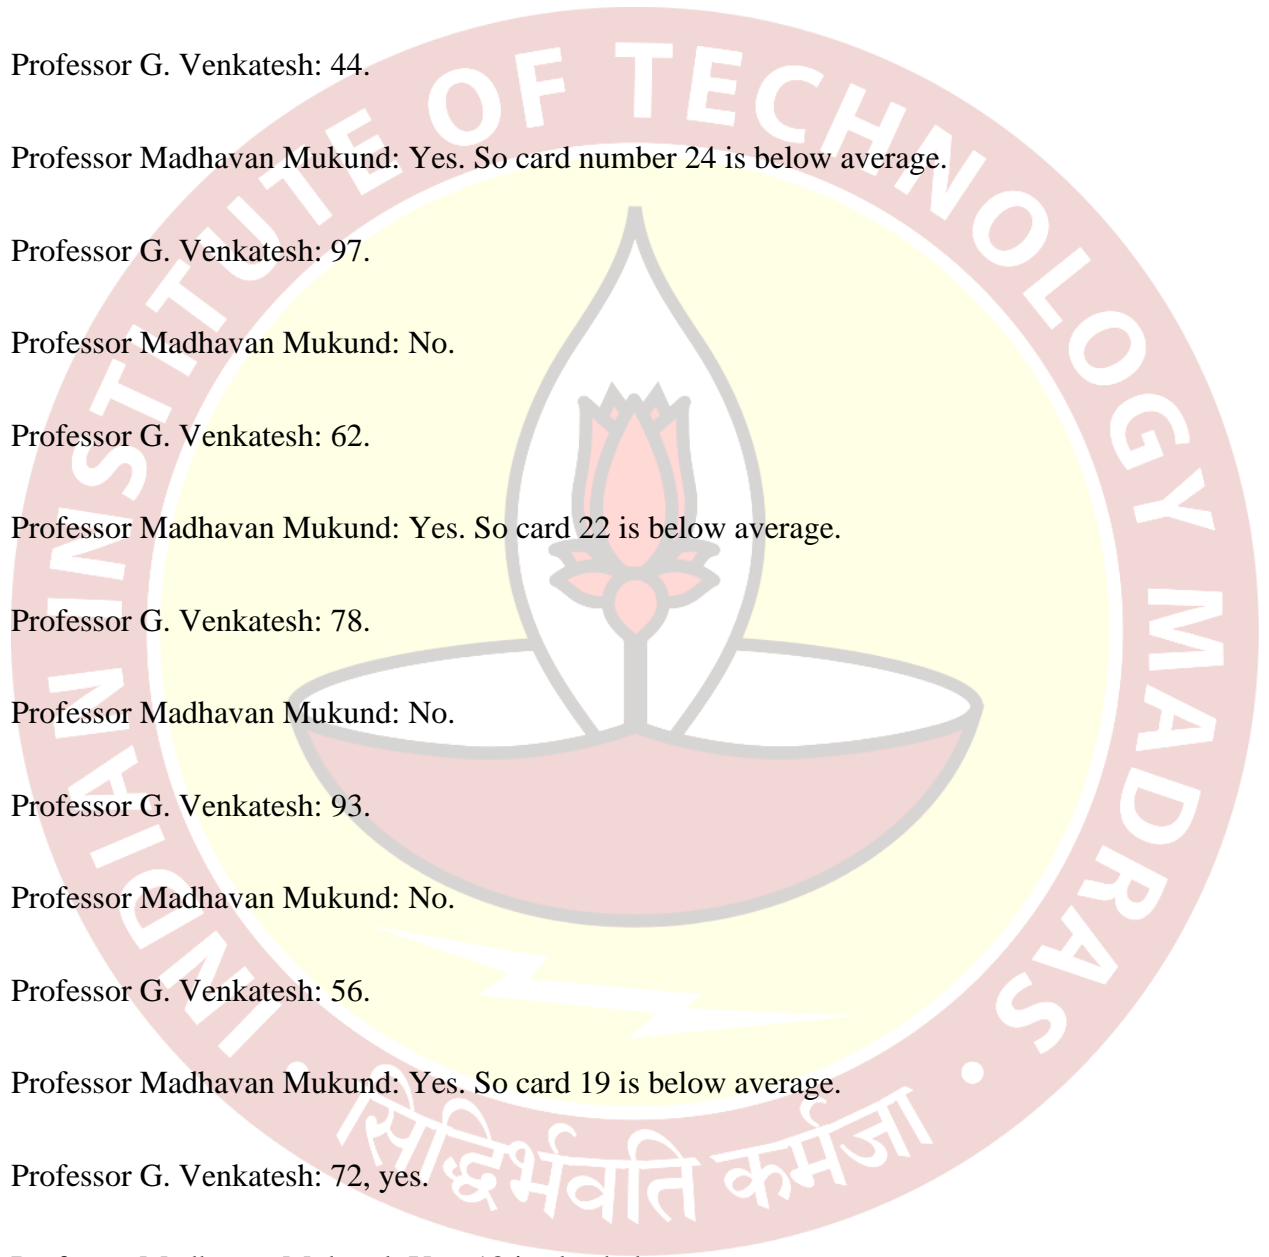 Professor G. Venkatesh: 44.
Professor Madhavan Mukund: Yes. So card number 24 is below average.
Professor G. Venkatesh: 97.
Professor Madhavan Mukund: No.
Professor G. Venkatesh: 62.
Professor Madhavan Mukund: Yes. So card 22 is below average.
Professor G. Venkatesh: 78.
Professor Madhavan Mukund: No.
Professor G. Venkatesh: 93.
Professor Madhavan Mukund: No.
Professor G. Venkatesh: 56.
Professor Madhavan Mukund: Yes. So card 19 is below average.
Professor G. Venkatesh: 72, yes.
INDIAN INSTITUTE OF TECHNOLOGY MADRAS
सिद्धिर्भवति कर्मजा